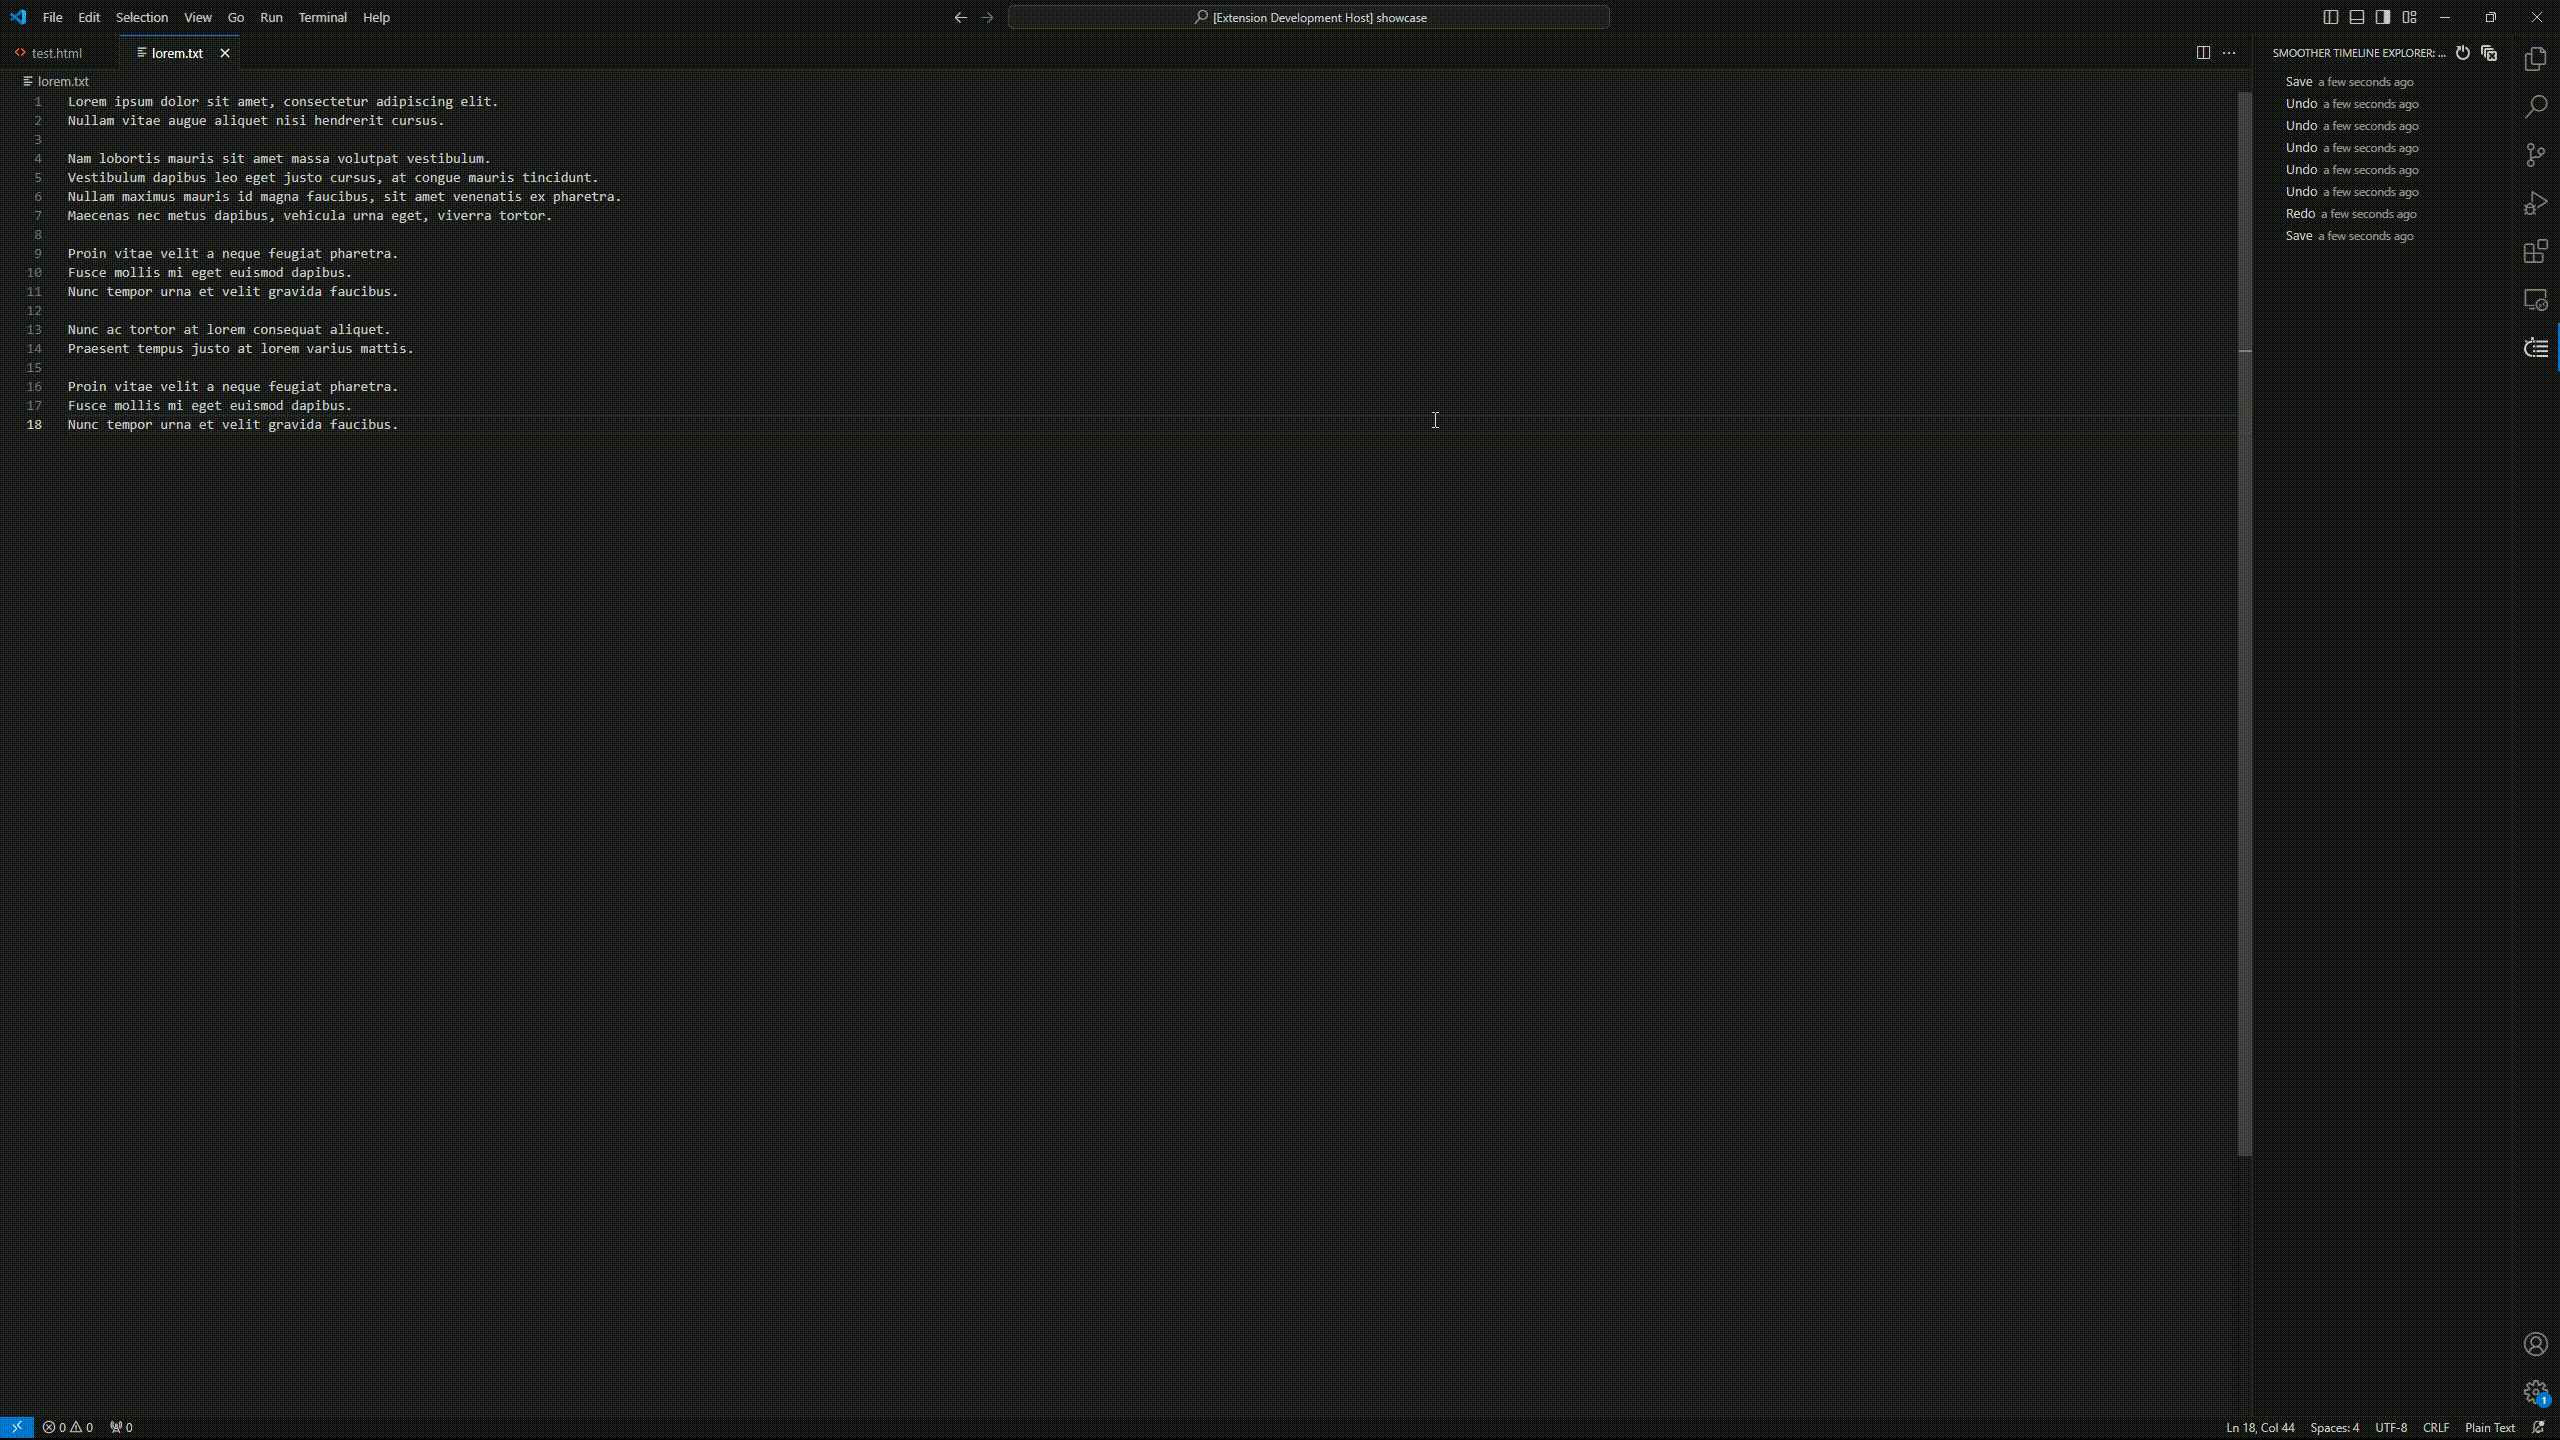 File Edit Selection View Go Run Terminal Help
[Extension Development Host] showcase
test.html
lorem.txt
SMOOTHER TIMELINE EXPLORER: ...
lorem.txt
1 Lorem ipsum dolor sit amet, consectetur adipiscing elit.
2 Nullam vitae augue aliquet nisi hendrerit cursus.
3
4 Nam lobortis mauris sit amet massa volutpat vestibulum.
5 Vestibulum dapibus leo eget justo cursus, at congue mauris tincidunt.
6 Nullam maximus mauris id magna faucibus, sit amet venenatis ex pharetra.
7 Maecenas nec metus dapibus, vehicula urna eget, viverra tortor.
8
9 Proin vitae velit a neque feugiat pharetra.
10 Fusce mollis mi eget euismod dapibus.
11 Nunc tempor urna et velit gravida faucibus.
12
13 Nunc ac tortor at lorem consequat aliquet.
14 Praesent tempus justo at lorem varius mattis.
15
16 Proin vitae velit a neque feugiat pharetra.
17 Fusce mollis mi eget euismod dapibus.
18 Nunc tempor urna et velit gravida faucibus.
Save a few seconds ago
Undo a few seconds ago
Undo a few seconds ago
Undo a few seconds ago
Undo a few seconds ago
Undo a few seconds ago
Redo a few seconds ago
Save a few seconds ago
1
0 0 0
Ln 18, Col 44 Spaces: 4 UTF-8 CRLF Plain Text